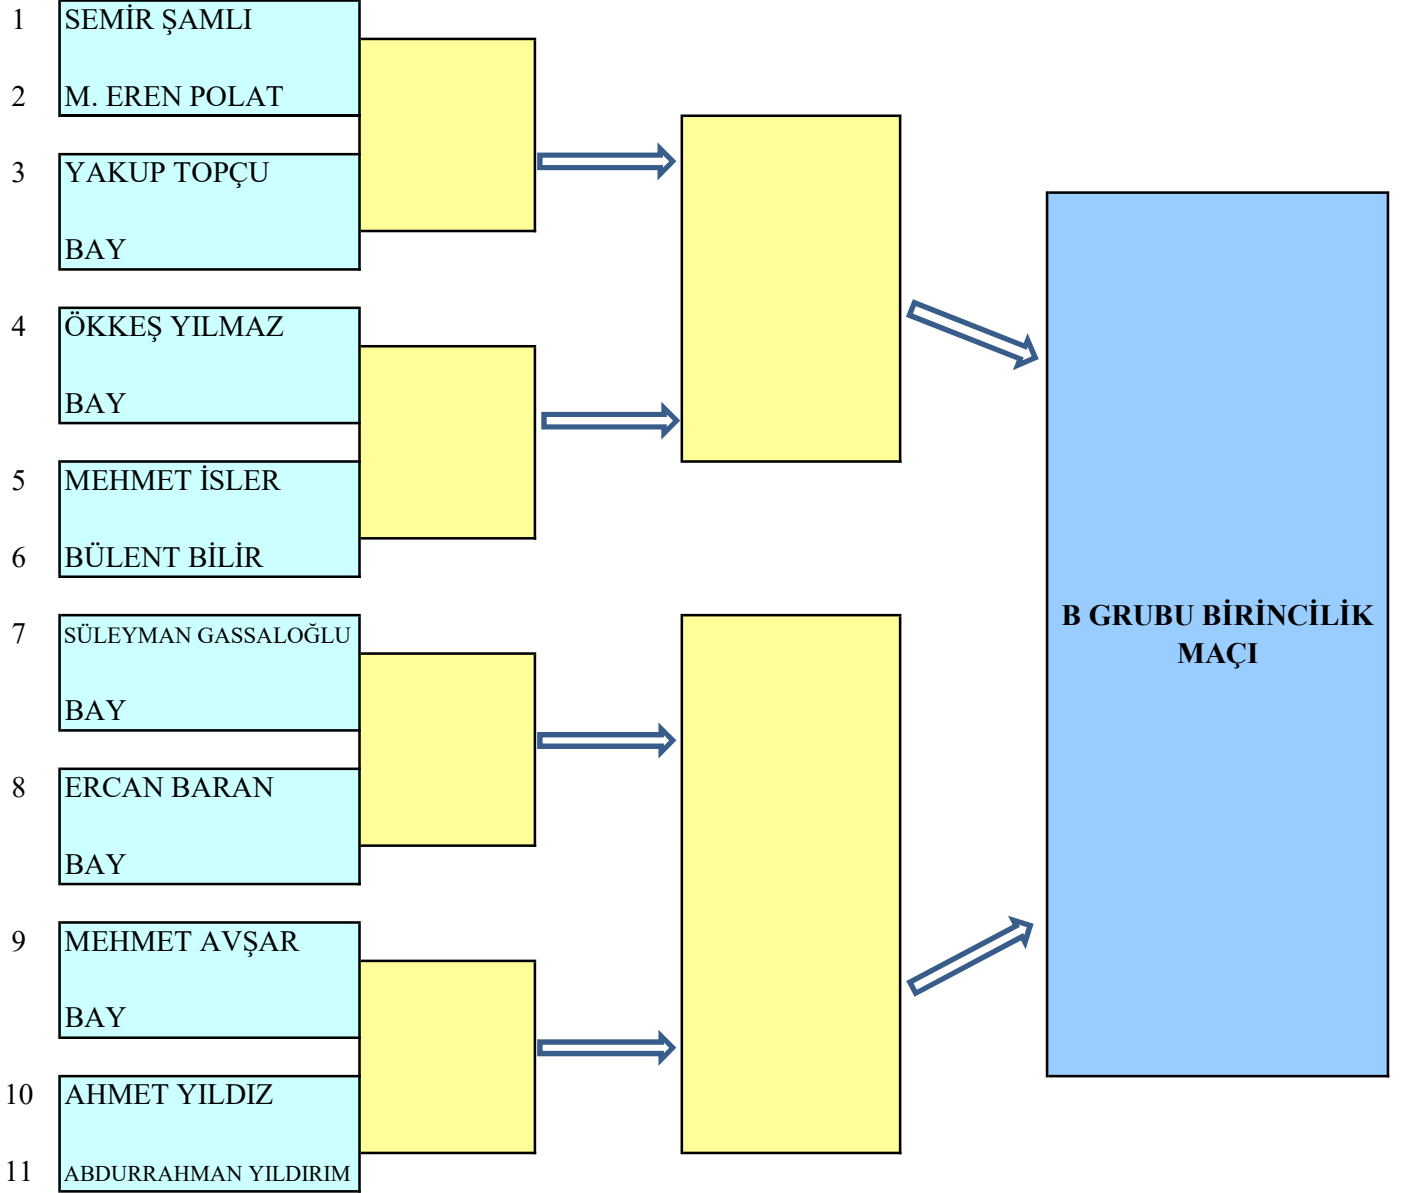 1 SEMİR ŞAMLI
2 M. EREN POLAT
3 YAKUP TOPÇU
BAY
4 ÖKKEŞ YILMAZ
BAY
5 MEHMET İSLER
6 BÜLENT BİLİR
7 SÜLEYMAN GASSALOĞLU
BAY
8 ERCAN BARAN
BAY
9 MEHMET AVŞAR
BAY
10 AHMET YILDIZ
11 ABDURRAHMAN YILDIRIM
B GRUBU BİRİNCİLİK
MAÇI